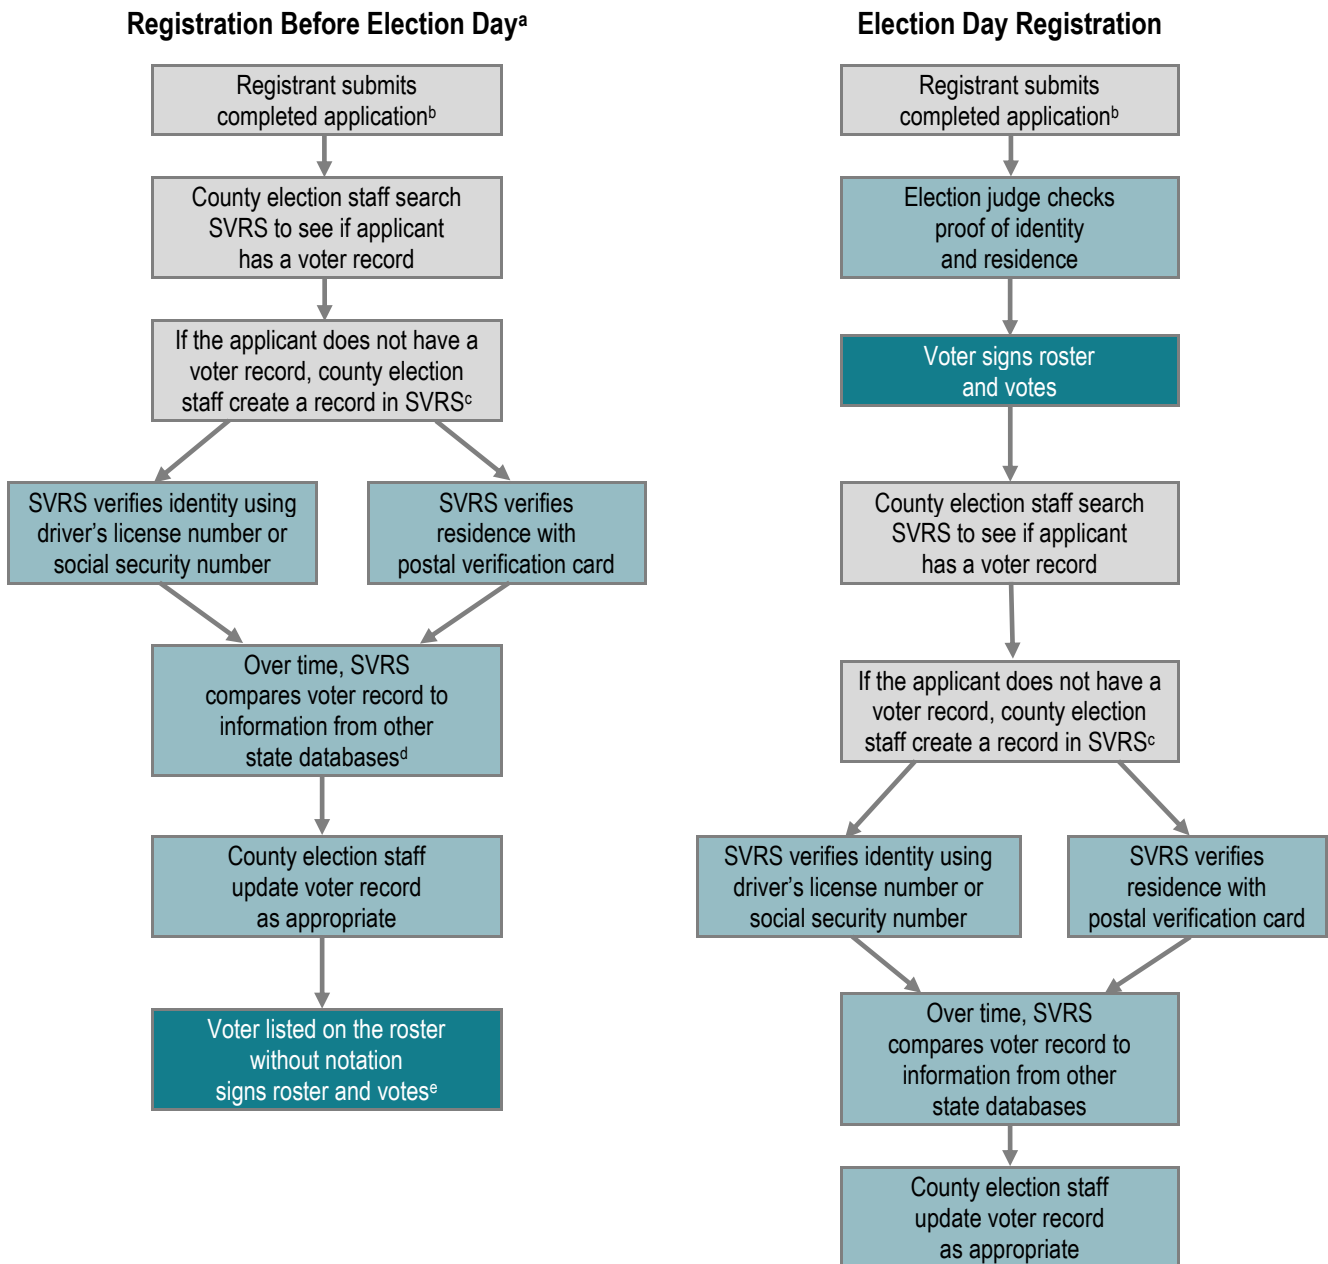 Registration Before Election Dayᵃ
Registrant submits
completed applicationᵇ
County election staff search
SVRS to see if applicant
has a voter record
If the applicant does not have a
voter record, county election
staff create a record in SVRSᶜ
SVRS verifies identity using
driver's license number or
social security number
SVRS verifies
residence with
postal verification card
Over time, SVRS
compares voter record to
information from other
state databasesᵈ
County election staff
update voter record
as appropriate
Voter listed on the roster
without notation
signs roster and votesᵉ
Election Day Registration
Registrant submits
completed applicationᵇ
Election judge checks
proof of identity
and residence
Voter signs roster
and votes
County election staff search
SVRS to see if applicant
has a voter record
If the applicant does not have a
voter record, county election
staff create a record in SVRSᶜ
SVRS verifies identity using
driver's license number or
social security number
SVRS verifies
residence with
postal verification card
Over time, SVRS
compares voter record to
information from other
state databases
County election staff
update voter record
as appropriate